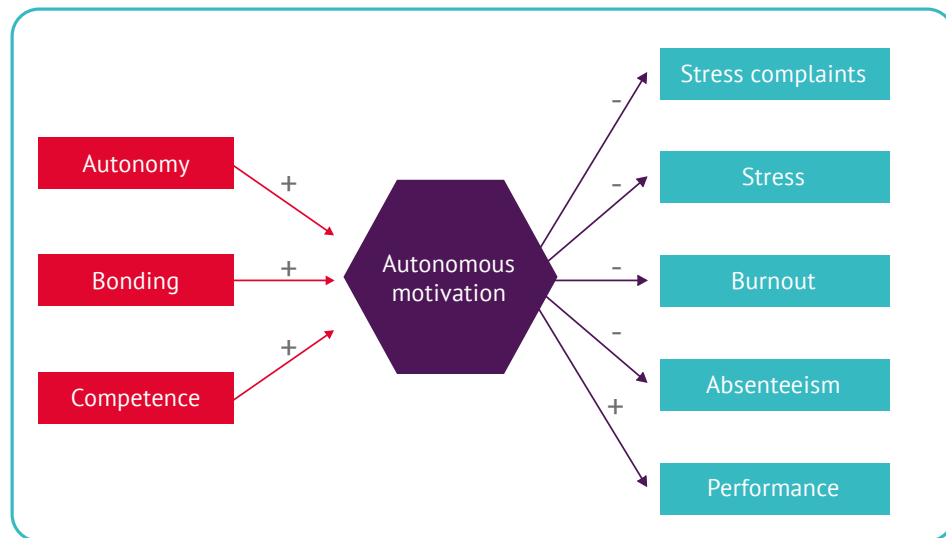 Autonomy
Bonding
Competence
+
+
+
Autonomous
motivation
-
-
-
-
+
Stress complaints
Stress
Burnout
Absenteeism
Performance